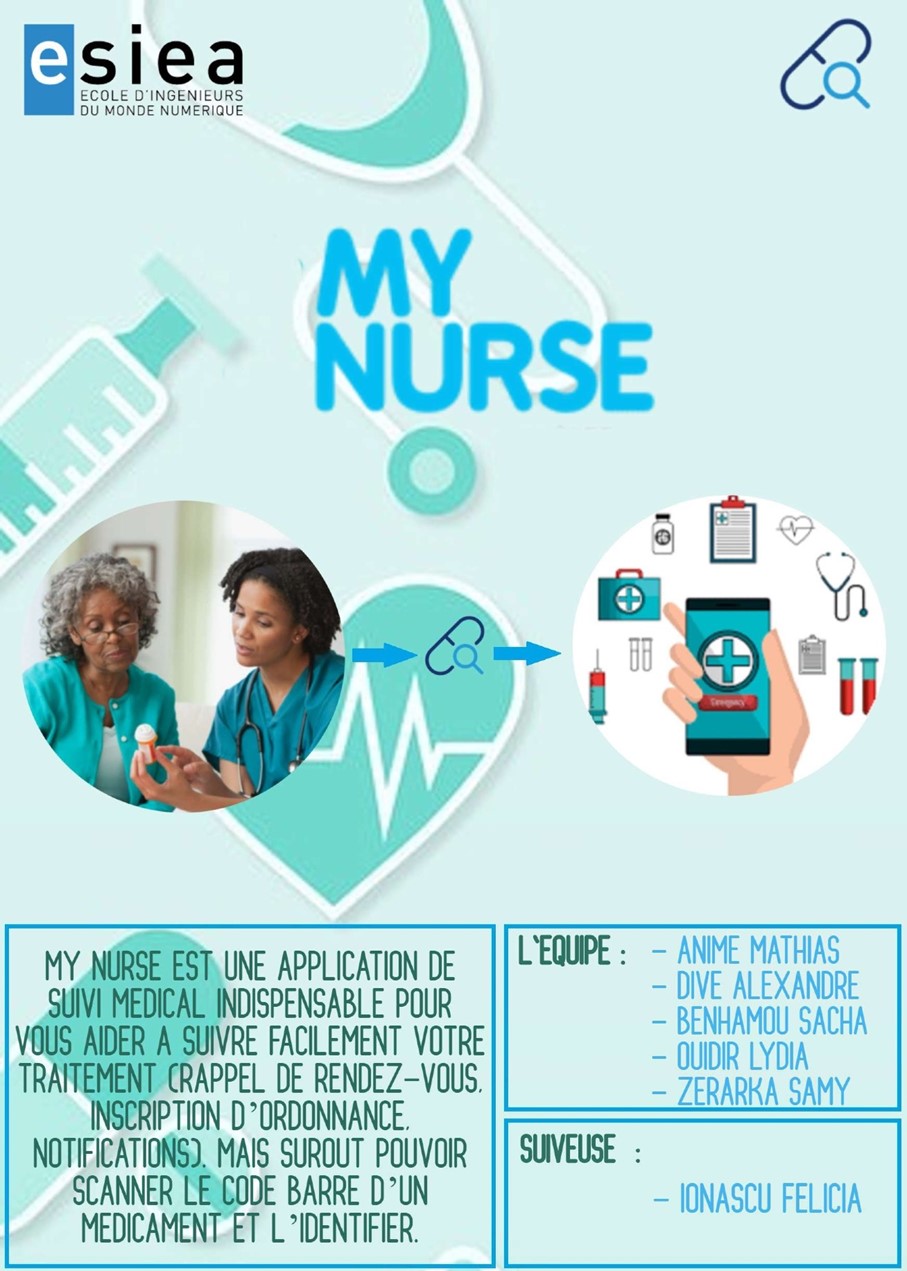 esiea
ECOLE D'INGENIEURS
DU MONDE NUMERIQUE
MY
NURSE
Emergency
MY NURSE EST UNE APPLICATION DE
SUIVI MEDICAL INDISPENSABLE POUR
VOUS AIDER A SUIVRE FACILEMENT VOTRE
TRAITEMENT (RAPPEL DE RENDEZ-VOUS,
INSCRIPTION D'ORDONNANCE,
NOTIFICATIONS). MAIS SUROUT POUVOIR
SCANNER LE CODE BARRE D'UN
MEDICAMENT ET L'IDENTIFIER.
L'EQUIPE : - ANIME MATHIAS
- DIVE ALEXANDRE
- BENHAMOU SACHA
- OUIDIR LYDIA
- ZERARKA SAMY
SUIVEUSE :
- IONASCU FELICIA